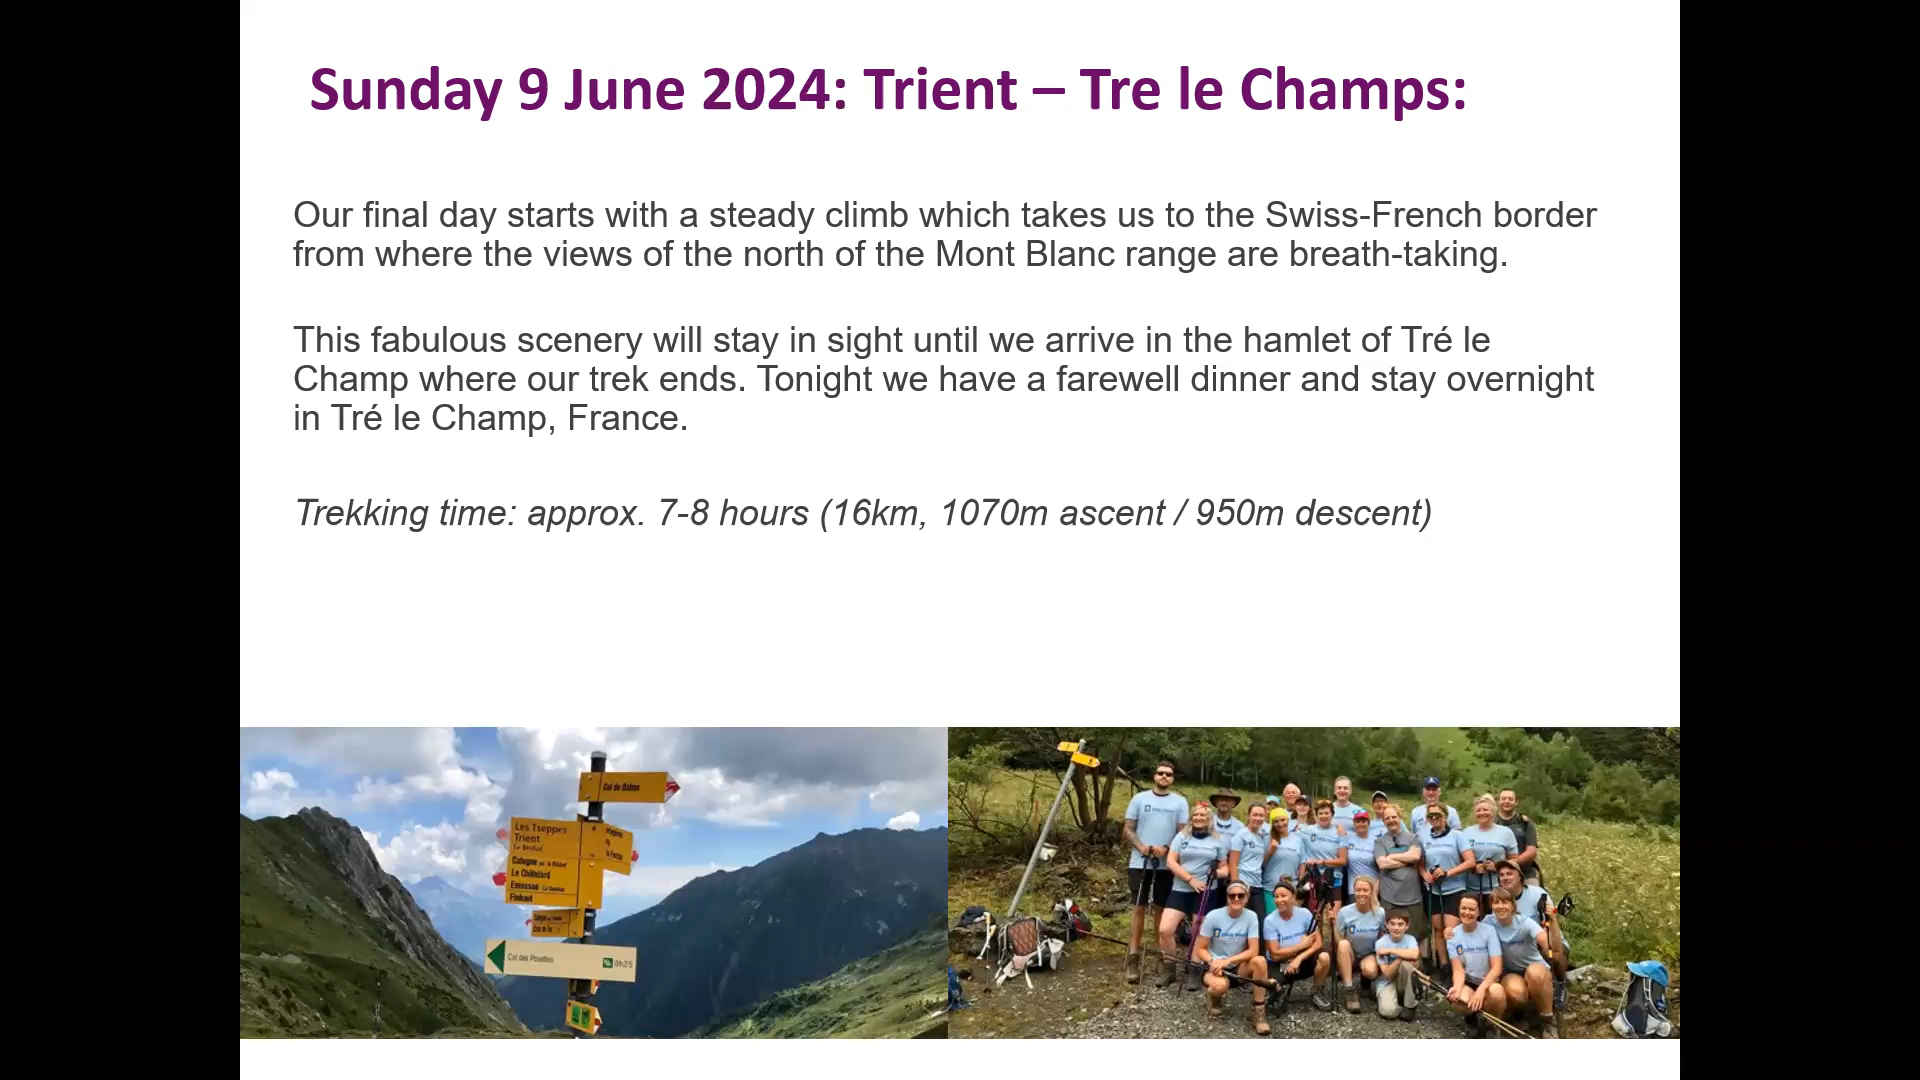 Sunday 9 June 2024: Trient – Tre le Champs:
Our final day starts with a steady climb which takes us to the Swiss-French border
from where the views of the north of the Mont Blanc range are breath-taking.
This fabulous scenery will stay in sight until we arrive in the hamlet of Tré le
Champ where our trek ends. Tonight we have a farewell dinner and stay overnight
in Tré le Champ, France.
Trekking time: approx. 7-8 hours (16km, 1070m ascent / 950m descent)
Col de Balme
Les Tseppes
Trient
Catogne
Le Châtelard
Emosson
Finhaut
Col des Posettes
0h25